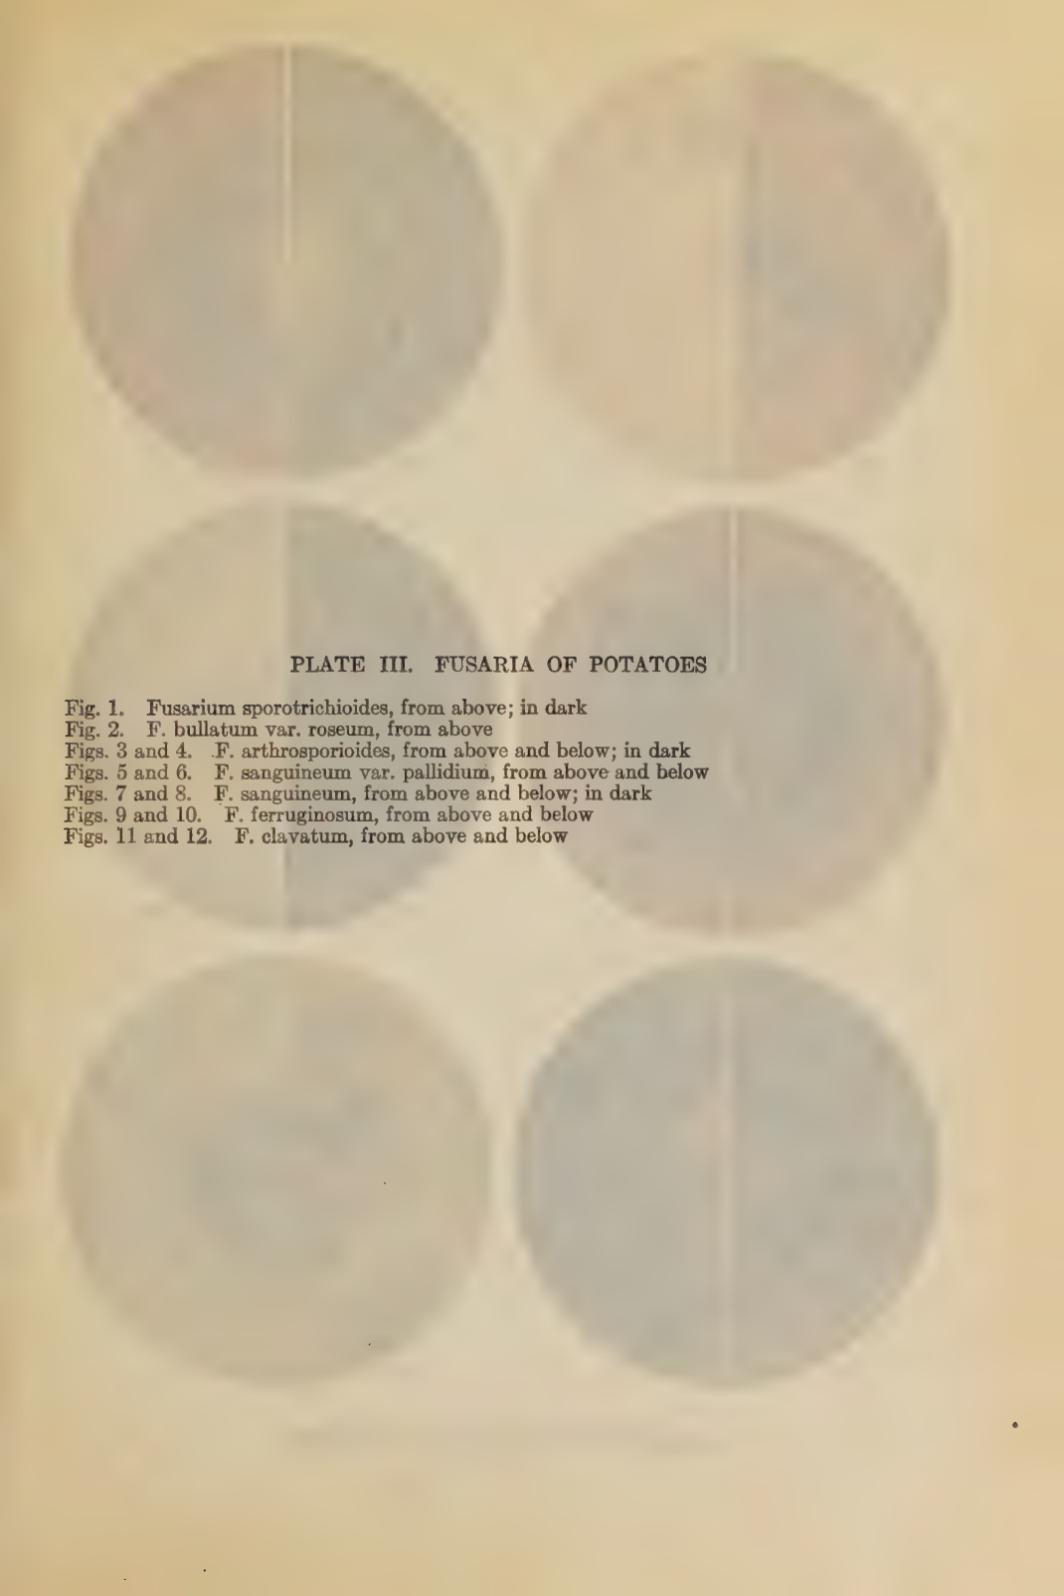 PLATE III. FUSARIA OF POTATOES
Fig. 1. Fusarium sporotrichioides, from above; in dark
Fig. 2. F. bullatum var. roseum, from above
Figs. 3 and 4. F. arthrosporioides, from above and below; in dark
Figs. 5 and 6. F. sanguineum var. pallidium, from above and below
Figs. 7 and 8. F. sanguineum, from above and below; in dark
Figs. 9 and 10. F. ferruginosum, from above and below
Figs. 11 and 12. F. clavatum, from above and below